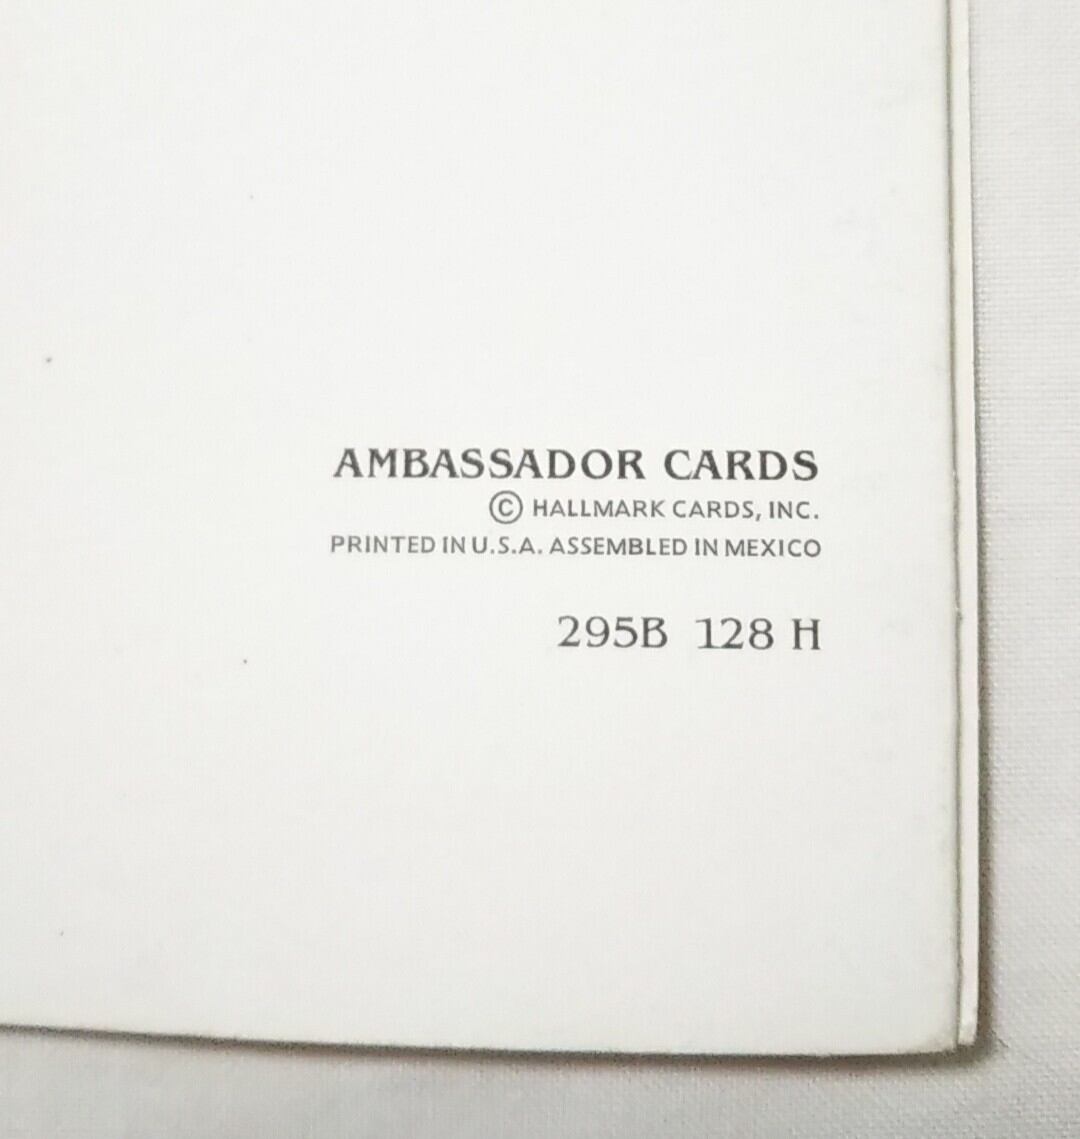 AMBASSADOR CARDS
© HALLMARK CARDS, INC.
PRINTED IN U.S.A. ASSEMBLED IN MEXICO
295B 128 H